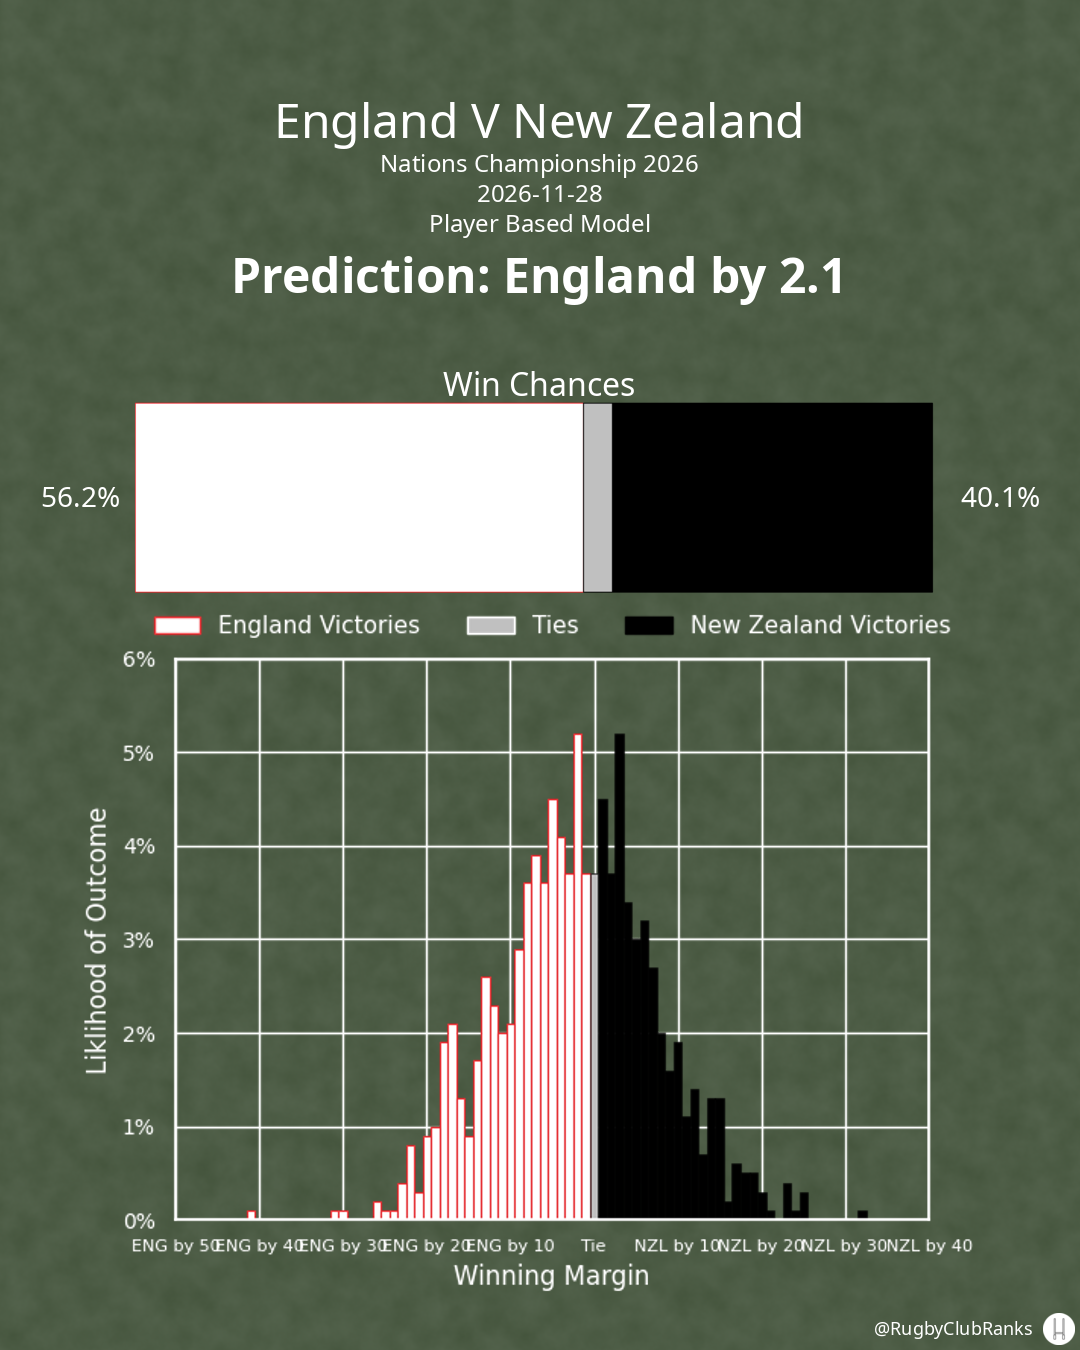 England V New Zealand
Nations Championship 2026
2026-11-28
Player Based Model
Prediction: England by 2.1
Win Chances
56.2%
40.1%
England Victories
Ties
New Zealand Victories
6%
5%
4%
3%
2%
1%
0%
Liklihood of Outcome
ENG by 50
ENG by 40
ENG by 30
ENG by 20
ENG by 10
Tie
NZL by 10
NZL by 20
NZL by 30
NZL by 40
Winning Margin
@RugbyClubRanks